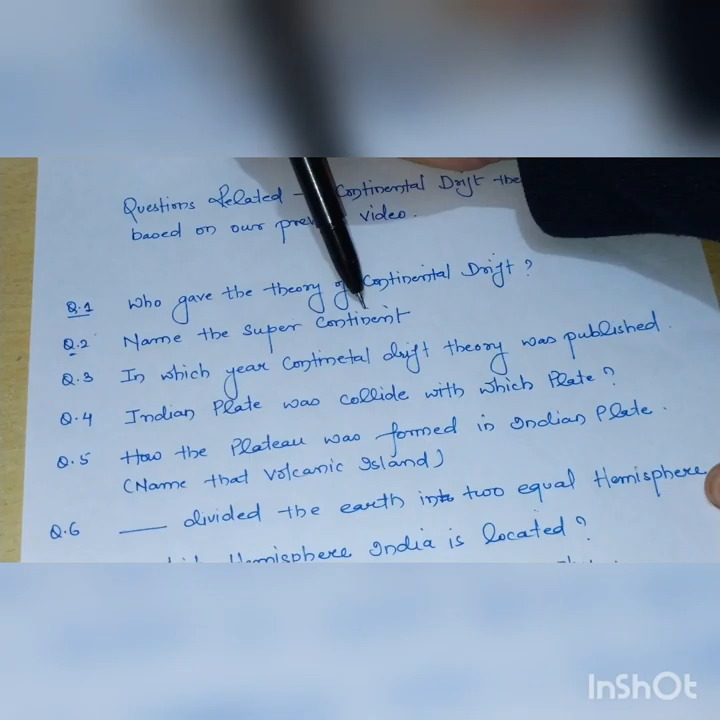 Questions Related - Continental Drift the
based on our video.
Q.1 Who gave the theory of Continental Drift?
Q.2 Name the Super Continent
Q.3 In which year Continetal drift theory was published.
Q.4 Indian Plate was collide with which Plate?
Q.5 How the Plateau was formed in Indian Plate.
(Name that Volcanic Island)
Q.6 ____ divided the earth into two equal Hemisphere
Hemisphere India is located?
InShOt